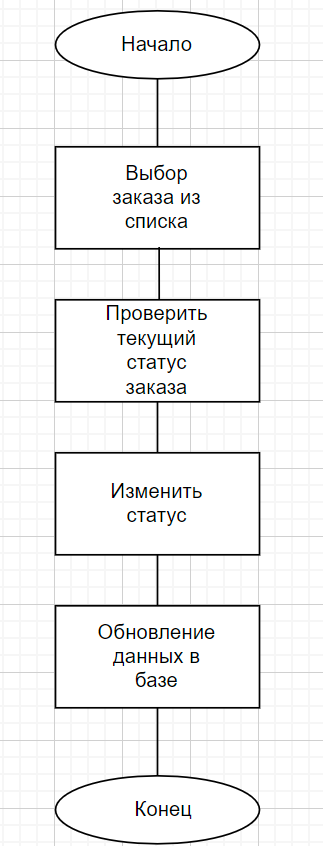 Начало
Выбор
заказа из
списка
Проверить
текущий
статус
заказа
Изменить
статус
Обновление
данных в
базе
Конец